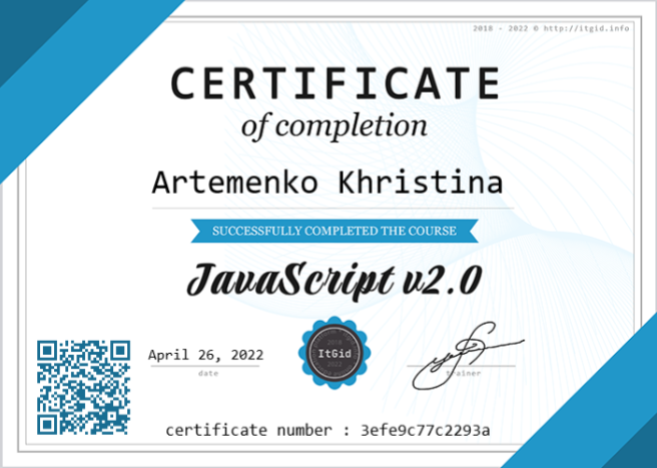 2018 - 2022 © http://itgid.info
CERTIFICATE
of completion
Artemenko Khristina
SUCCESSFULLY COMPLETED THE COURSE
JavaScript v2.0
April 26, 2022
date
2018
ItGid
2022
trainer
certificate number : 3efe9c77c2293a